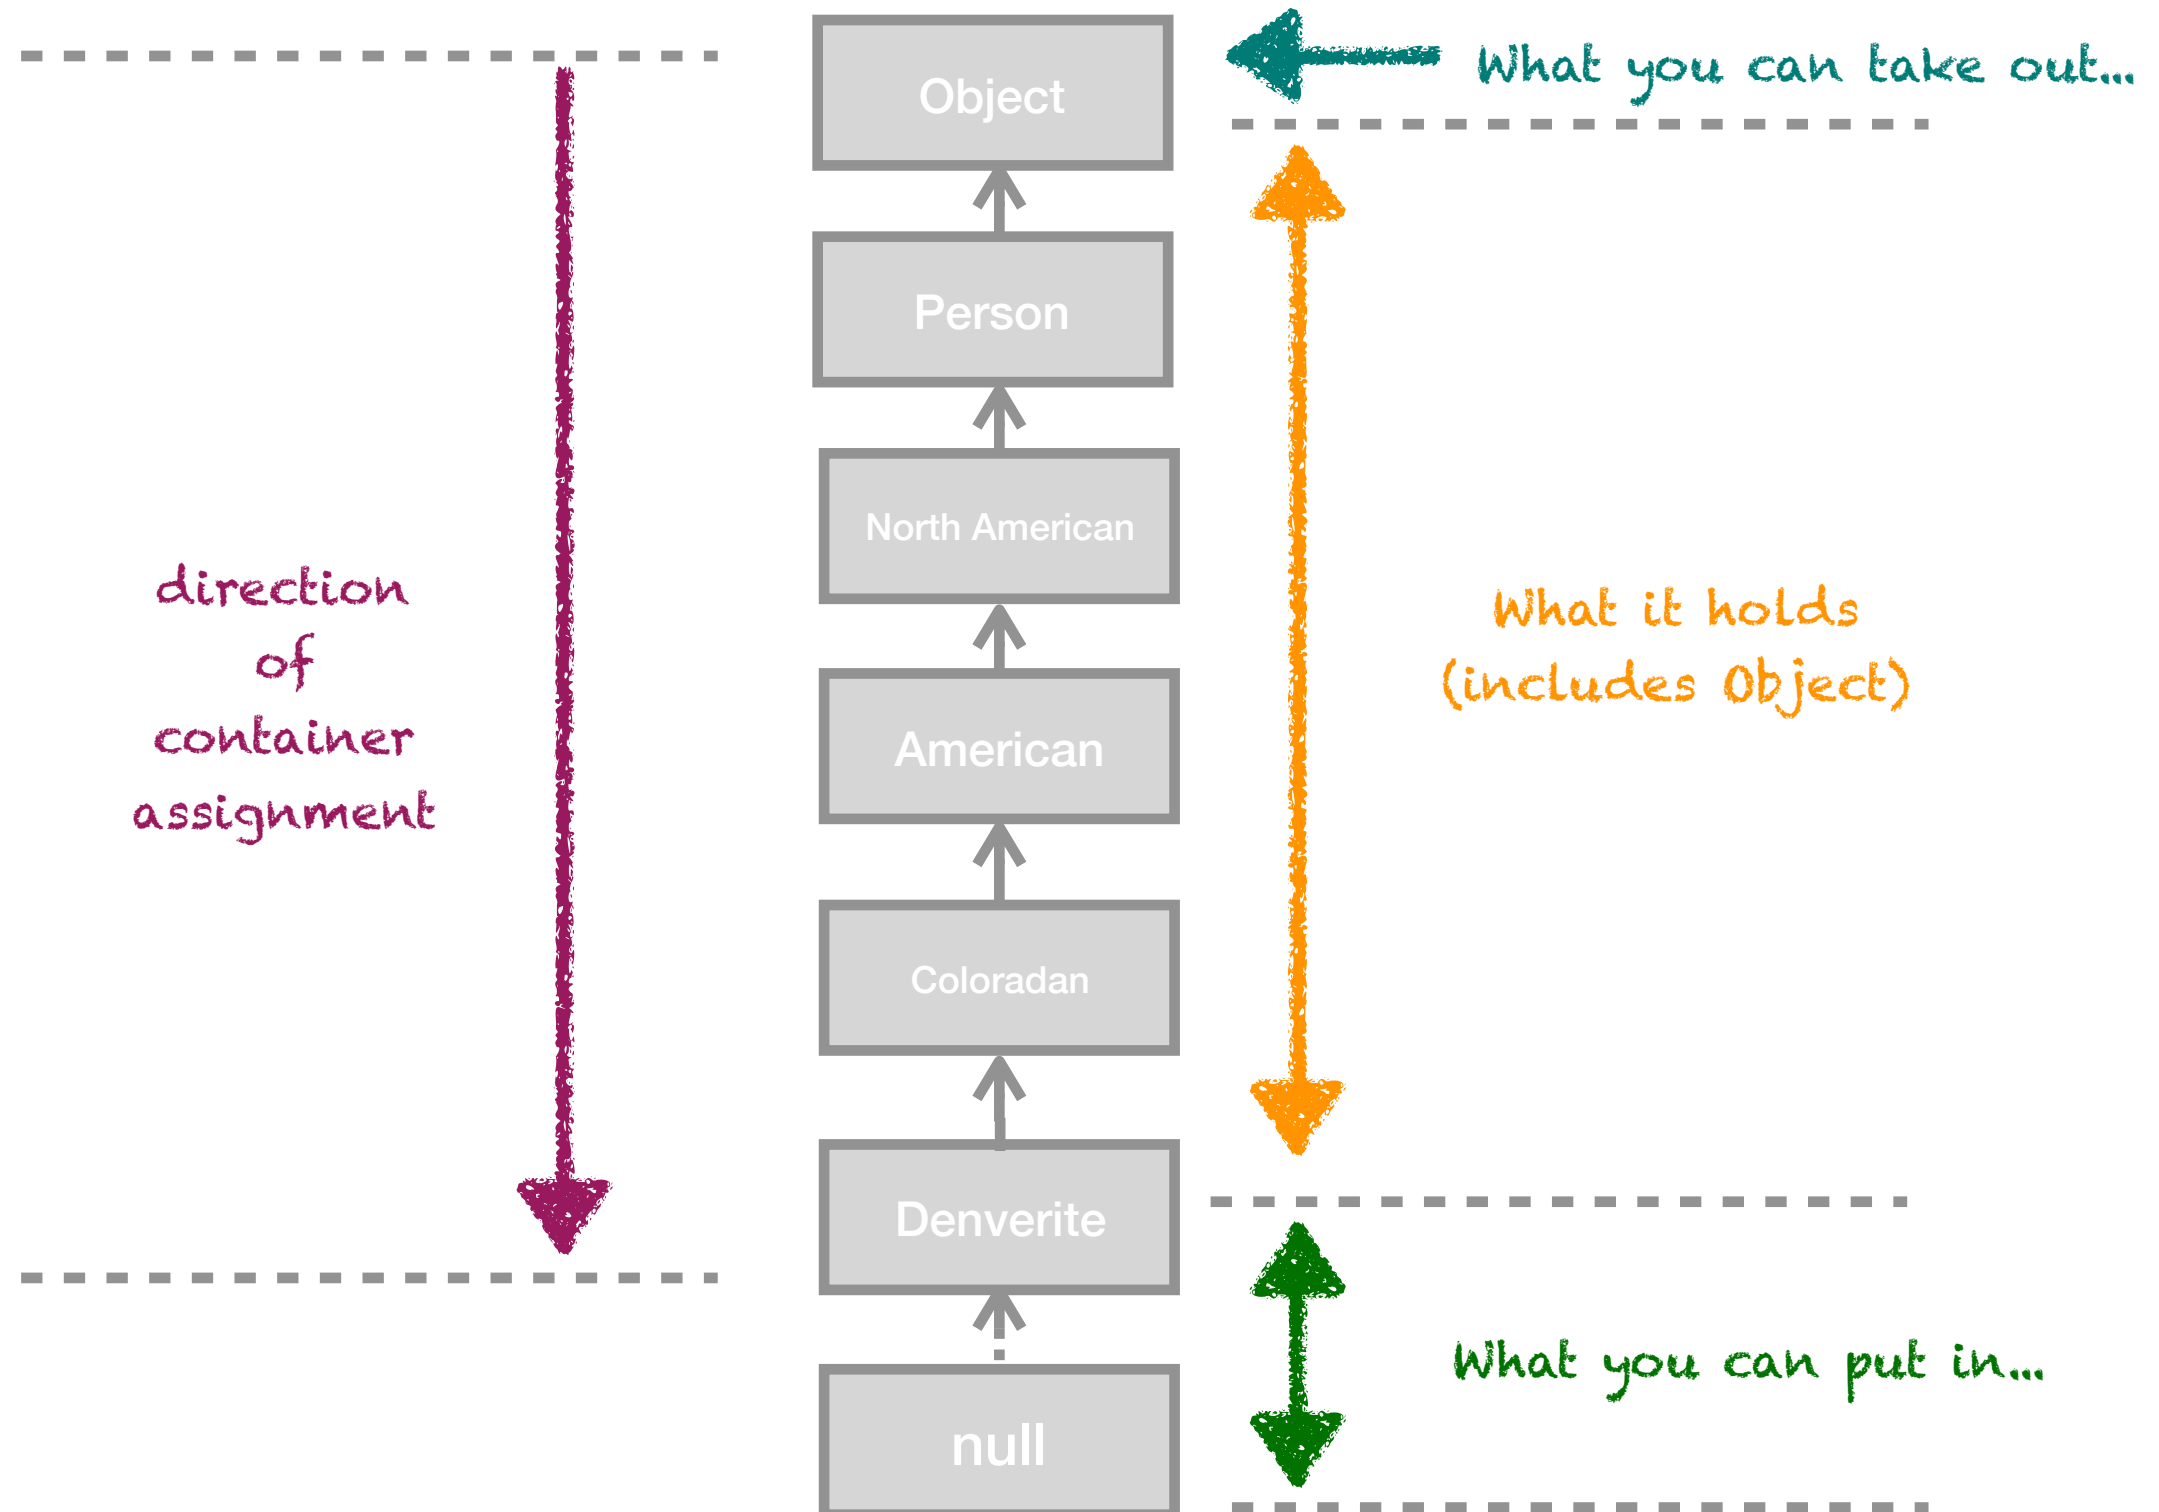 Object
What you can take out...
Person
North American
direction
of
container
assignment
What it holds
(includes Object)
American
Coloradan
Denverite
What you can put in...
null